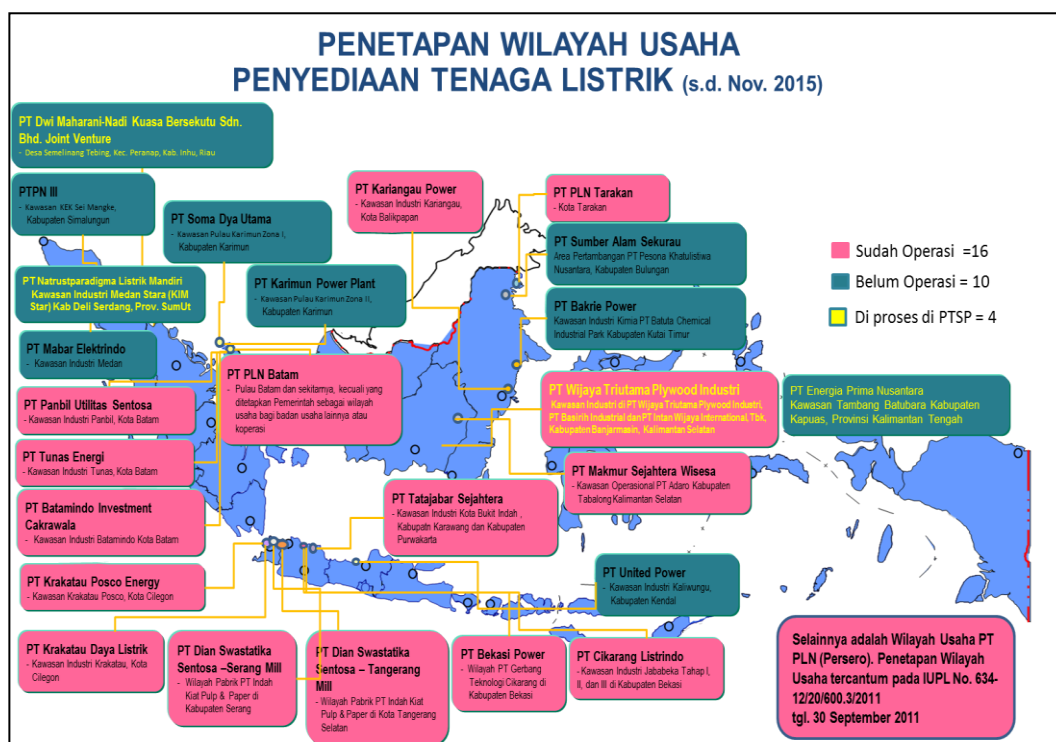 PENETAPAN WILAYAH USAHA
PENYEDIAAN TENAGA LISTRIK (s.d. Nov. 2015)
PT Dwi Maharani-Nadi Kuasa Bersekutu Sdn.
Bhd. Joint Venture
- Desa Semelinang Tebing, Kec. Peranap, Kab. Inhu, Riau
PTPN III
- Kawasan KEK Sei Mangke,
Kabupaten Simalungun
PT Soma Dya Utama
- Kawasan Pulau Karimun Zona I,
Kabupaten Karimun
PT Kariangau Power
- Kawasan Industri Kariangau,
Kota Balikpapan
PT PLN Tarakan
- Kota Tarakan
PT Sumber Alam Sekurau
Area Pertambangan PT Pesona Khatulistiwa
Nusantara, Kabupaten Bulungan
Sudah Operasi =16
Belum Operasi = 10
Di proses di PTSP = 4
PT Natrustparadigma Listrik Mandiri
Kawasan Industri Medan Stara (KIM
Star) Kab Deli Serdang, Prov. SumUt
PT Karimun Power Plant
- Kawasan Pulau Karimun Zona II,
Kabupaten Karimun
PT Bakrie Power
Kawasan Industri Kimia PT Batuta Chemical
Industrial Park Kabupaten Kutai Timur
PT Mabar Elektrindo
- Kawasan Industri Medan
PT PLN Batam
- Pulau Batam dan sekitarnya, kecuali yang
ditetapkan Pemerintah sebagai wilayah
usaha bagi badan usaha lainnya atau
koperasi
PT Wijaya Triutama Plywood Industri
Kawasan Industri di PT Wijaya Triutama Plywood Industri,
PT Basirih Industrial dan PT Intan Wijaya International, Tbk,
Kabupaten Banjarmasin, Kalimantan Selatan
PT Energia Prima Nusantara
Kawasan Tambang Batubara Kabupaten
Kapuas, Provinsi Kalimantan Tengah
PT Panbil Utilitas Sentosa
- Kawasan Industri Panbil, Kota Batam
PT Tunas Energi
- Kawasan Industri Tunas, Kota Batam
PT Makmur Sejahtera Wisesa
- Kawasan Operasional PT Adaro Kabupaten
Tabalong Kalimantan Selatan
PT Batamindo Investment
Cakrawala
- Kawasan Industri Batamindo Kota Batam
PT Tatajabar Sejahtera
- Kawasan Industri Kota Bukit Indah ,
Kabupatn Karawang dan Kabupaten
Purwakarta
PT Krakatau Posco Energy
- Kawasan Krakatau Posco, Kota Cilegon
PT United Power
- Kawasan Industri Kaliwungu,
Kabupaten Kendal
PT Krakatau Daya Listrik
- Kawasan Industri Krakatau, Kota
Cilegon
PT Dian Swastatika
Sentosa –Serang Mill
- Wilayah Pabrik PT Indah
Kiat Pulp & Paper di
Kabupaten Serang
PT Dian Swastatika
Sentosa – Tangerang
Mill
- Wilayah Pabrik PT Indah Kiat
Pulp & Paper di Kota Tangerang
Selatan
PT Bekasi Power
- Wilayah PT Gerbang
Teknologi Cikarang di
Kabupaten Bekasi
PT Cikarang Listrindo
- Kawasan Industri Jababeka Tahap I,
II, dan III di Kabupaten Bekasi
Selainnya adalah Wilayah Usaha PT
PLN (Persero). Penetapan Wilayah
Usaha tercantum pada IUPL No. 634-
12/20/600.3/2011
tgl. 30 September 2011